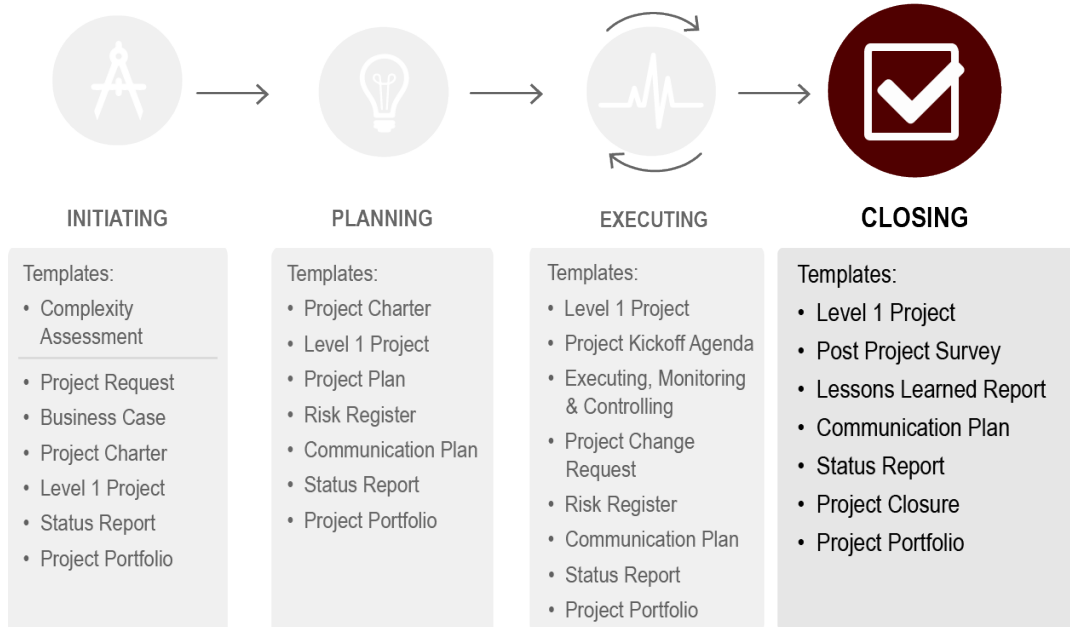 INITIATING
Templates:
• Complexity
Assessment
• Project Request
• Business Case
• Project Charter
• Level 1 Project
• Status Report
• Project Portfolio
PLANNING
Templates:
• Project Charter
• Level 1 Project
• Project Plan
• Risk Register
• Communication Plan
• Status Report
• Project Portfolio
EXECUTING
Templates:
• Level 1 Project
• Project Kickoff Agenda
• Executing, Monitoring
& Controlling
• Project Change
Request
• Risk Register
• Communication Plan
• Status Report
• Project Portfolio
CLOSING
Templates:
• Level 1 Project
• Post Project Survey
• Lessons Learned Report
• Communication Plan
• Status Report
• Project Closure
• Project Portfolio